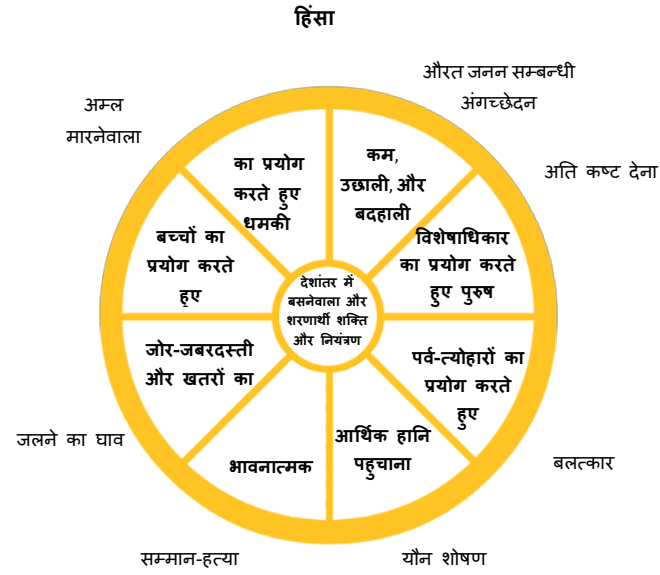 हिंसा
औरत जनन सम्बन्धी
अंगच्छेदन
अम्ल
मारनेवाला
अति कष्ट देना
का प्रयोग
करते हुए
धमकी
कम,
उछाली, और
बदहाली
बच्चों का
प्रयोग करते
हुए
विशेषाधिकार
का प्रयोग करते
हुए पुरुष
देशांतर में
बसनेवाला और
शरणार्थी शक्ति
और नियंत्रण
जोर-जबरदस्ती
और खतरों का
पर्व-त्योहारों का
प्रयोग करते
हुए
भावनात्मक
आर्थिक हानि
पहुचाना
जलने का घाव
बलत्कार
सम्मान-हत्या
यौन शोषण